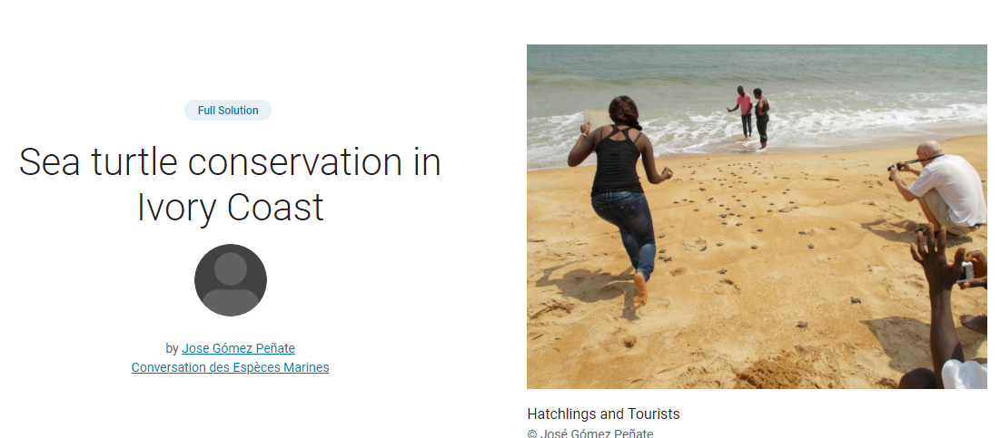 Full Solution
Sea turtle conservation in
Ivory Coast
by Jose Gómez Peñate
Conversation des Espèces Marines
Hatchlings and Tourists
© José Gómez Peñate